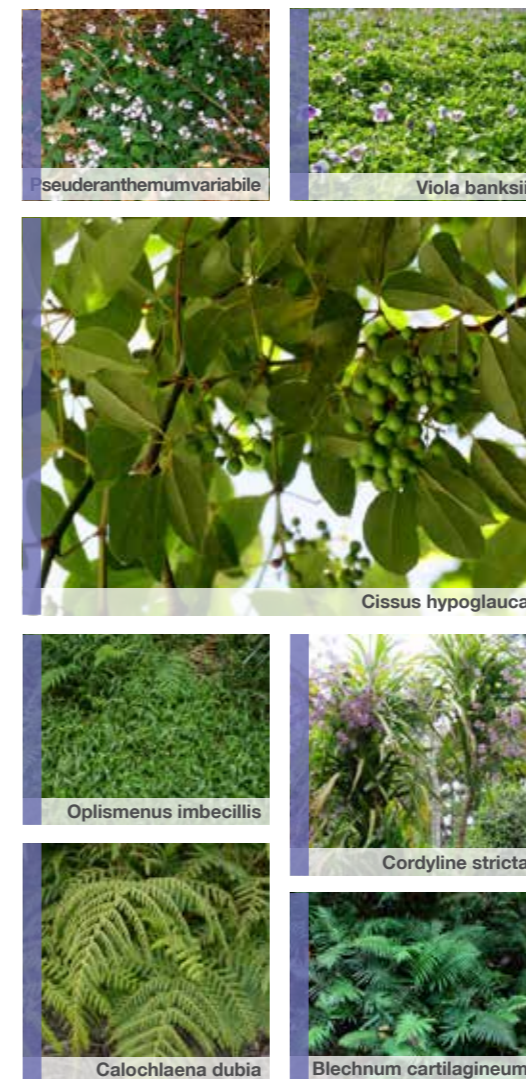 Pseuderanthemumvariabile
Viola banksii
Cissus hypoglauca
Oplismenus imbecillis
Cordyline stricta
Calochlaena dubia
Blechnum cartilagineum